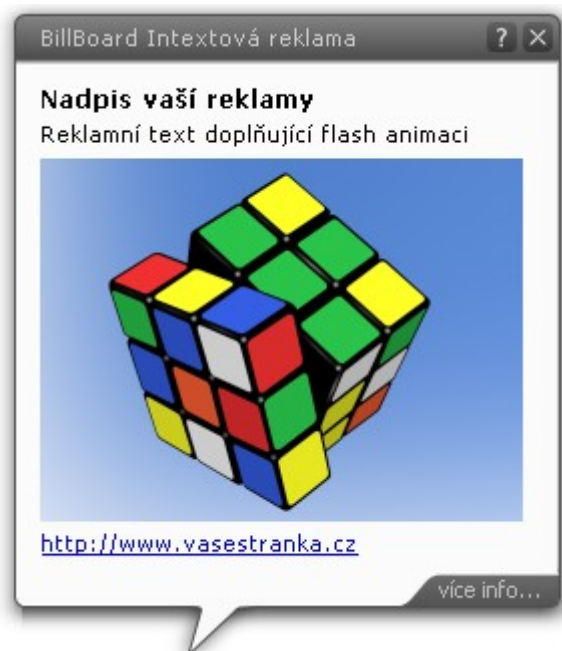 BillBoard Intextová reklama ? X
Nadpis vaší reklamy
Reklamní text doplňující flash animaci
http://www.vasestranka.cz
více info...